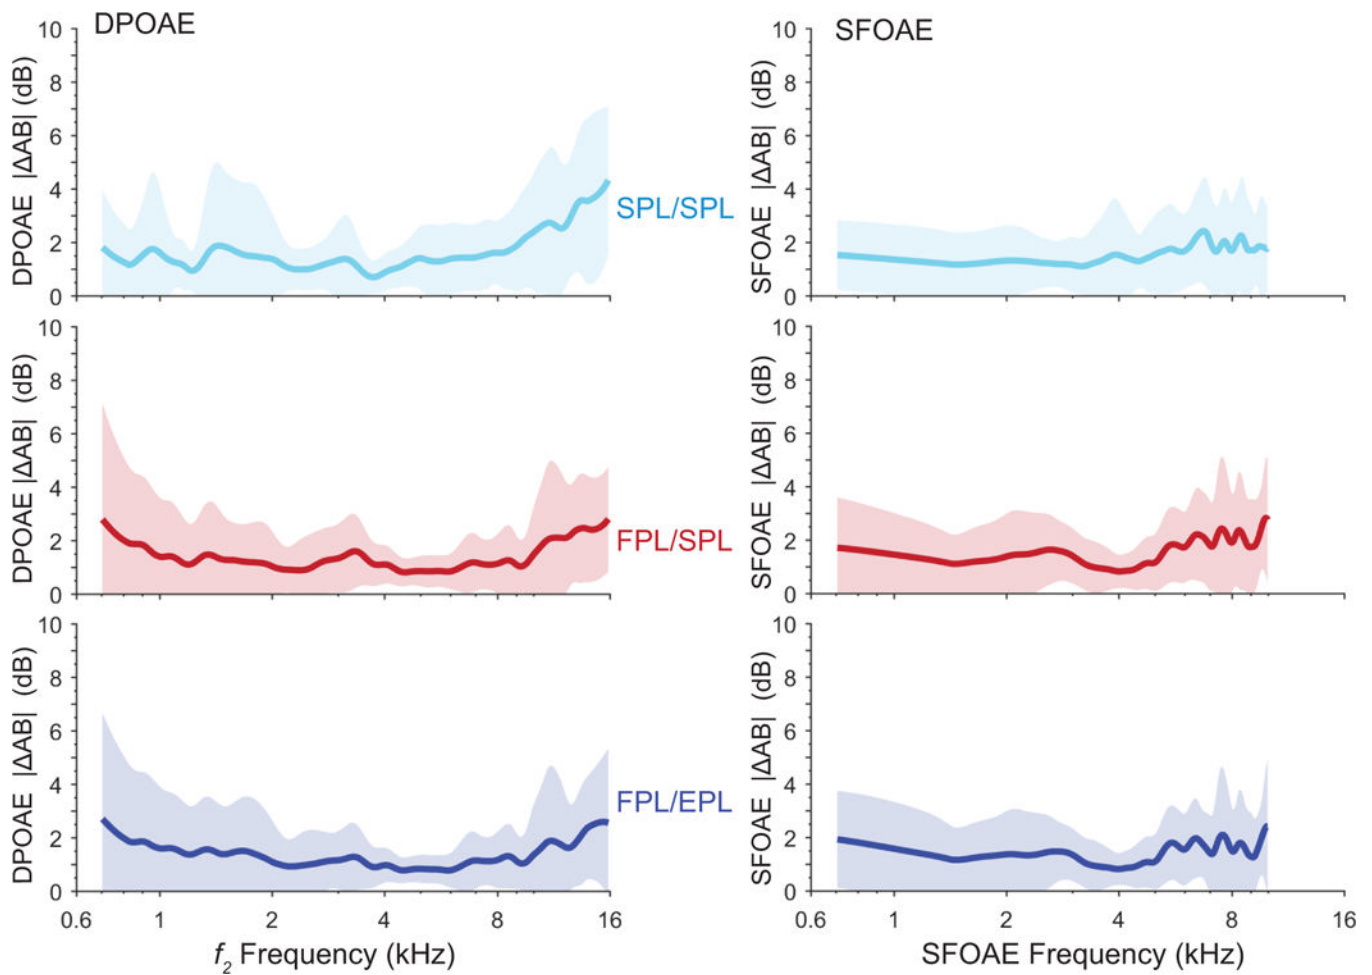 DPOAE
SFOAE
DPOAE |ΔAB| (dB)
10
8
6
4
2
0
SPL/SPL
SFOAE |ΔAB| (dB)
10
8
6
4
2
0
DPOAE |ΔAB| (dB)
10
8
6
4
2
0
FPL/SPL
SFOAE |ΔAB| (dB)
10
8
6
4
2
0
DPOAE |ΔAB| (dB)
10
8
6
4
2
0
FPL/EPL
SFOAE |ΔAB| (dB)
10
8
6
4
2
0
0.6 1 2 4 8 16
f2 Frequency (kHz)
0.6 1 2 4 8 16
SFOAE Frequency (kHz)